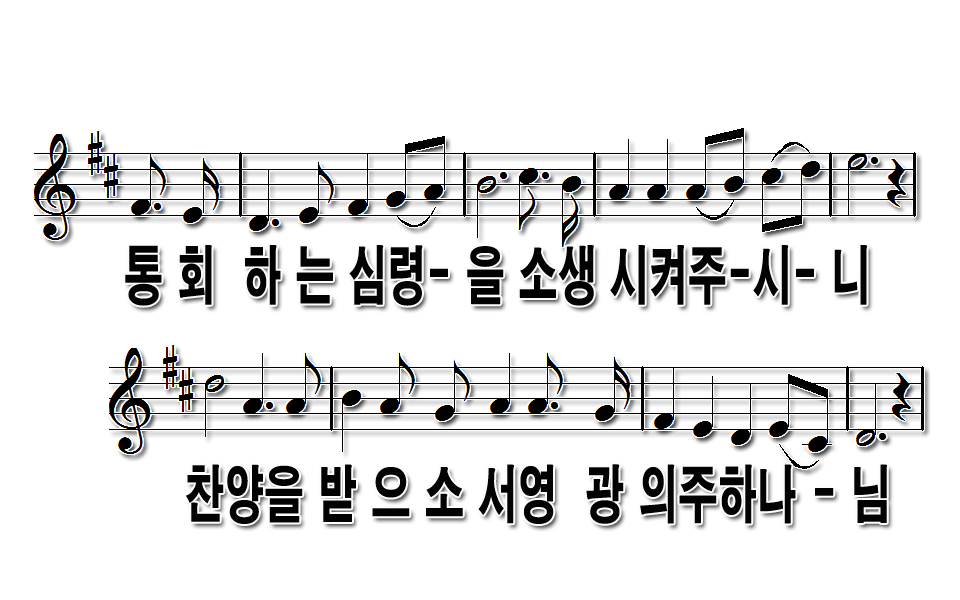 통 회 하 는 심령- 을 소생 시켜주-시- 니
찬양을 받 으 소 서영 광 의주하나 - 님